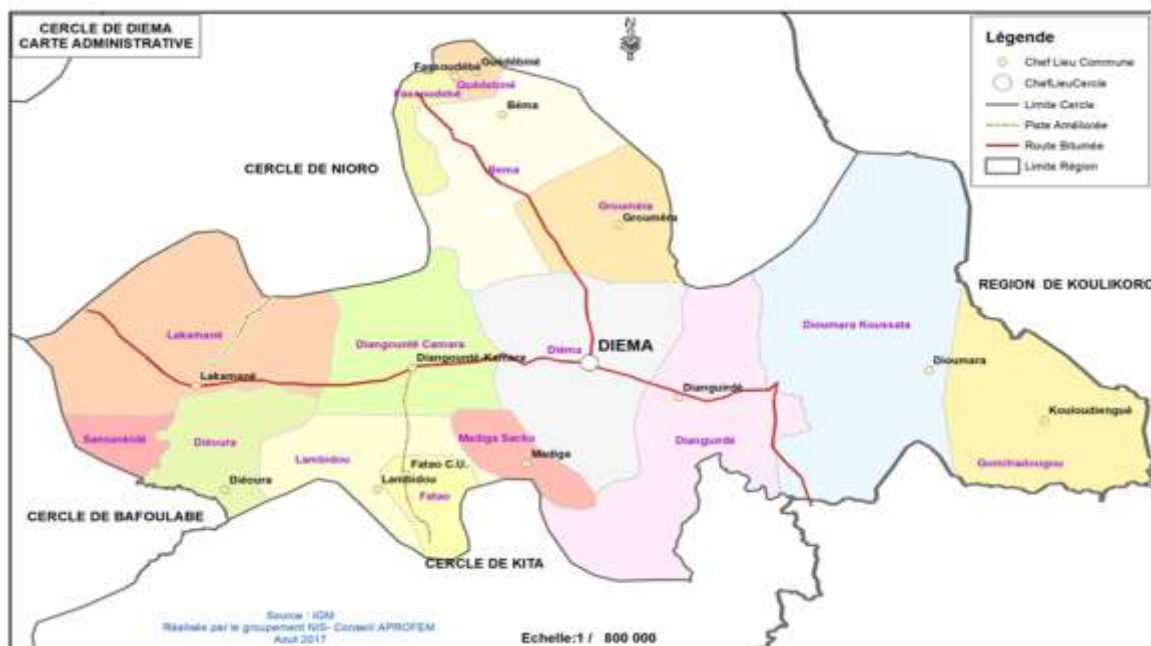 CERCLE DE DIEMA
CARTE ADMINISTRATIVE
Légende
Chef Lieu Commune
ChefLieuCercle
Limite Cercle
Piste Améliorée
Route Bitumée
Limite Région
Fassoudébé
Guédébiné
Fassoudebé
Guédebiné
Béma
CERCLE DE NIORO
Bema
Grouméra
Grouméra
REGION DE KOULIKORO
Lakamané
Diangounté Camara
Diéma
DIEMA
Dioumara Koussata
Diangounté Kamara
Dioumara
Lakamané
Dianguirdé
Kouloudiengué
Sansankidé
Diéoura
Madiga Sacko
Dianguirdé
Lambidou
Madiga
Gomitradougou
Fatao C.U.
Diéoura
Lambidou
Fatao
CERCLE DE BAFOULABE
CERCLE DE KITA
Source : IGM
Réalisée par le groupement NIS- Conseil/ APROFEM
Aout 2017
Echelle:1 / 800 000